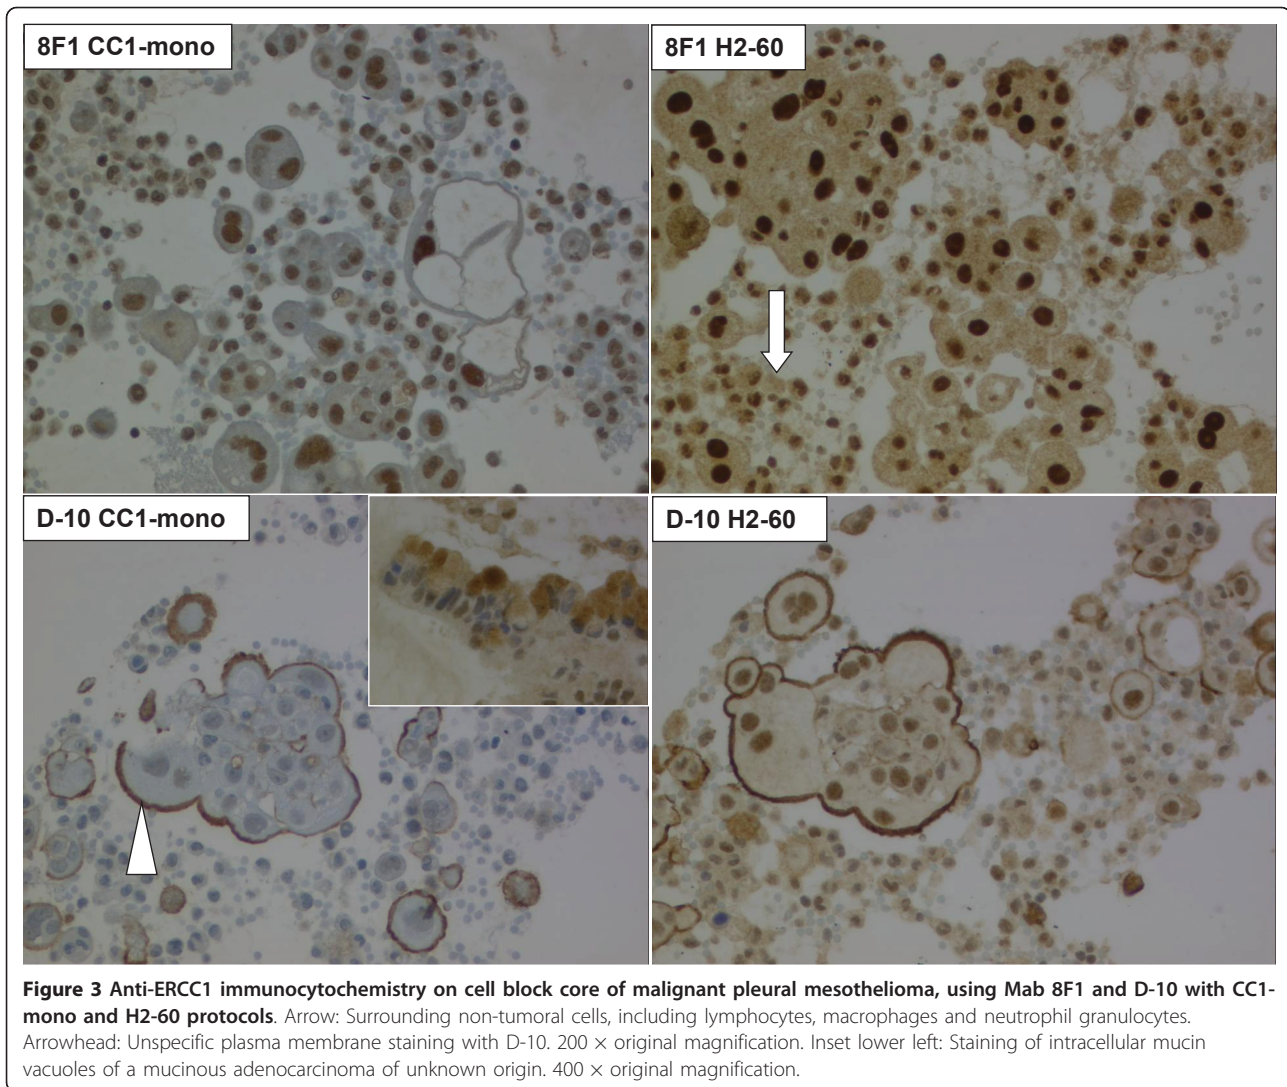 8F1 CC1-mono
8F1 H2-60
D-10 CC1-mono
D-10 H2-60
Figure 3 Anti-ERCC1 immunocytochemistry on cell block core of malignant pleural mesothelioma, using Mab 8F1 and D-10 with CC1-
mono and H2-60 protocols. Arrow: Surrounding non-tumoral cells, including lymphocytes, macrophages and neutrophil granulocytes.
Arrowhead: Unspecific plasma membrane staining with D-10. 200 × original magnification. Inset lower left: Staining of intracellular mucin
vacuoles of a mucinous adenocarcinoma of unknown origin. 400 × original magnification.